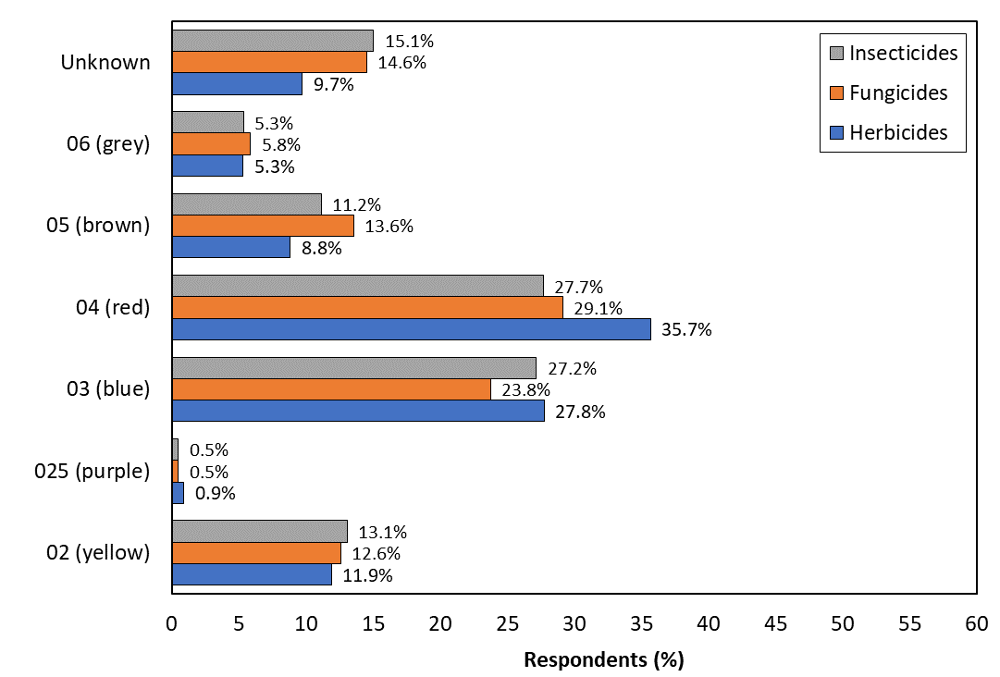 Insecticides
Fungicides
Herbicides
Unknown
15.1%
14.6%
9.7%
06 (grey)
5.3%
5.8%
5.3%
05 (brown)
11.2%
13.6%
8.8%
04 (red)
27.7%
29.1%
35.7%
03 (blue)
27.2%
23.8%
27.8%
025 (purple)
0.5%
0.5%
0.9%
02 (yellow)
13.1%
12.6%
11.9%
0 5 10 15 20 25 30 35 40 45 50 55 60
Respondents (%)